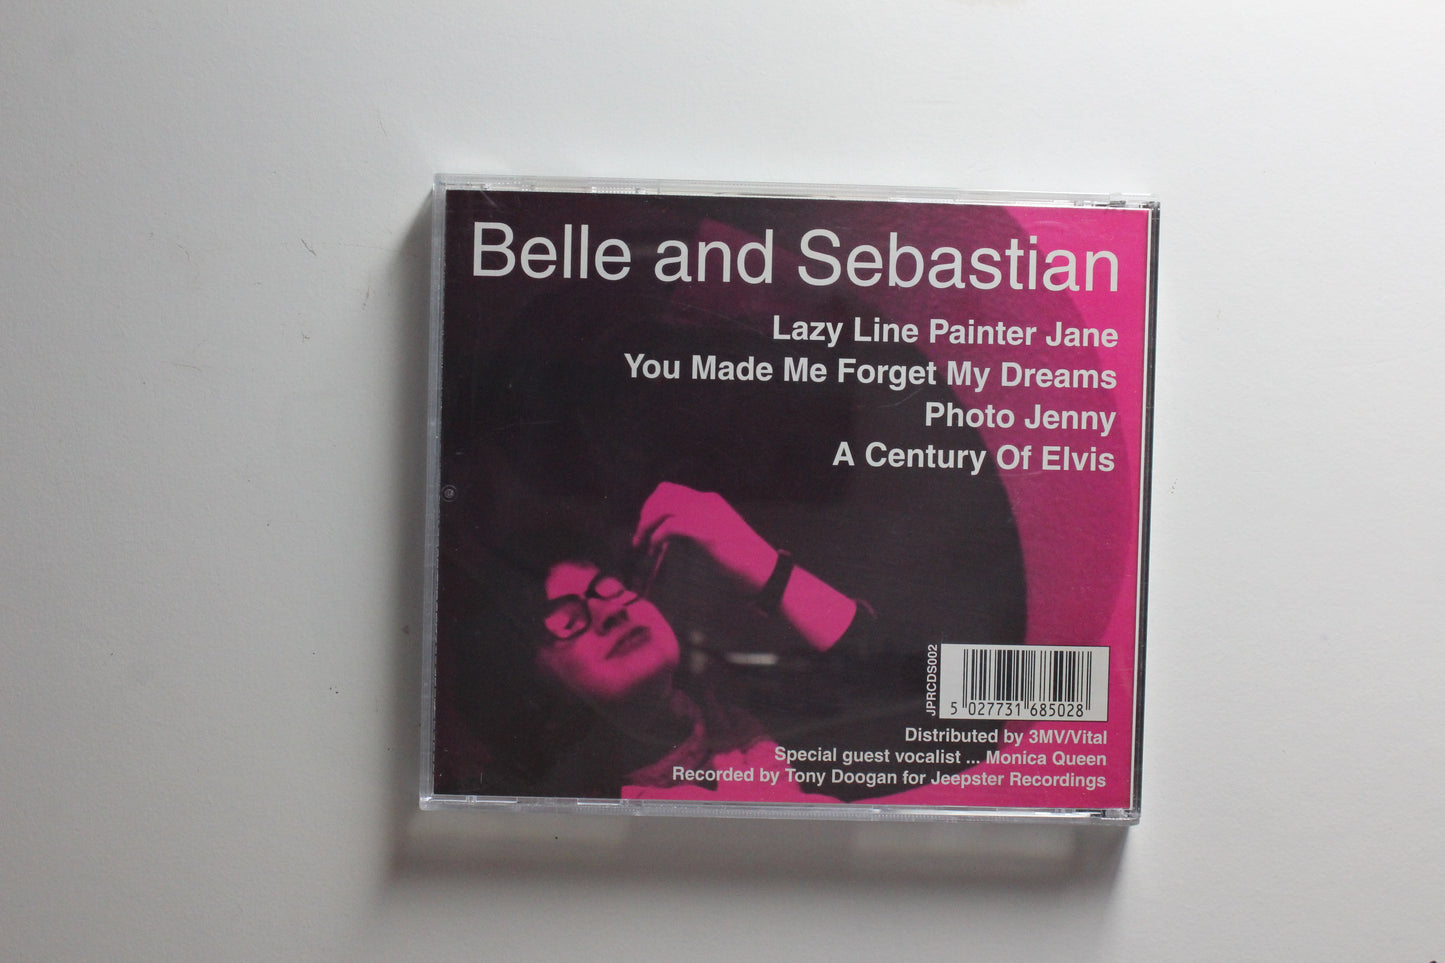 Belle and Sebastian
Lazy Line Painter Jane
You Made Me Forget My Dreams
Photo Jenny
A Century Of Elvis
JPRCDS002
5 027731 685028
Distributed by 3MV/Vital
Special guest vocalist ... Monica Queen
Recorded by Tony Doogan for Jeepster Recordings